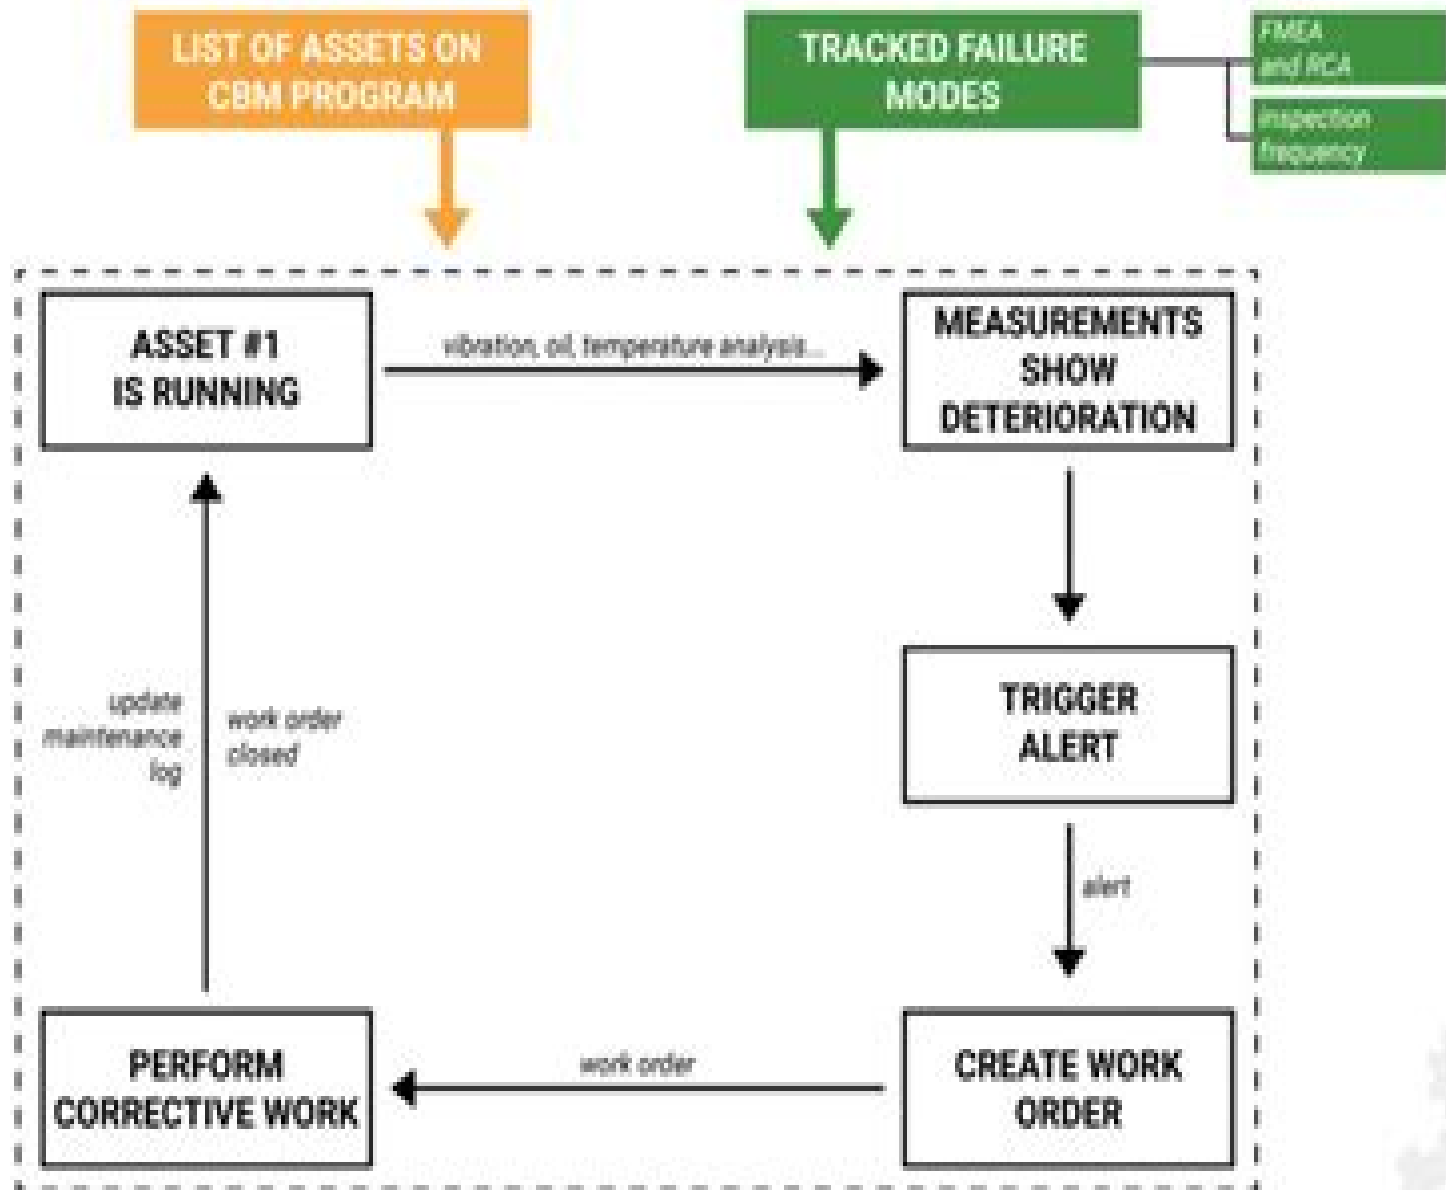 LIST OF ASSETS ON
CBM PROGRAM
TRACKED FAILURE
MODES
FMEA
and RCA
inspection
frequency
ASSET #1
IS RUNNING
vibration, oil, temperature analysis...
MEASUREMENTS
SHOW
DETERIORATION
TRIGGER
ALERT
update
maintenance
log
work order
closed
alert
PERFORM
CORRECTIVE WORK
work order
CREATE WORK
ORDER